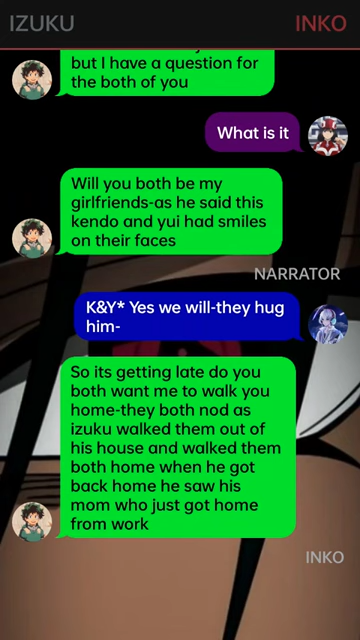 IZUKU
INKO
but I have a question for
the both of you
What is it
Will you both be my
girlfriends-as he said this
kendo and yui had smiles
on their faces
NARRATOR
K&Y* Yes we will-they hug
him-
So its getting late do you
both want me to walk you
home-they both nod as
izuku walked them out of
his house and walked them
both home when he got
back home he saw his
mom who just got home
from work
INKO